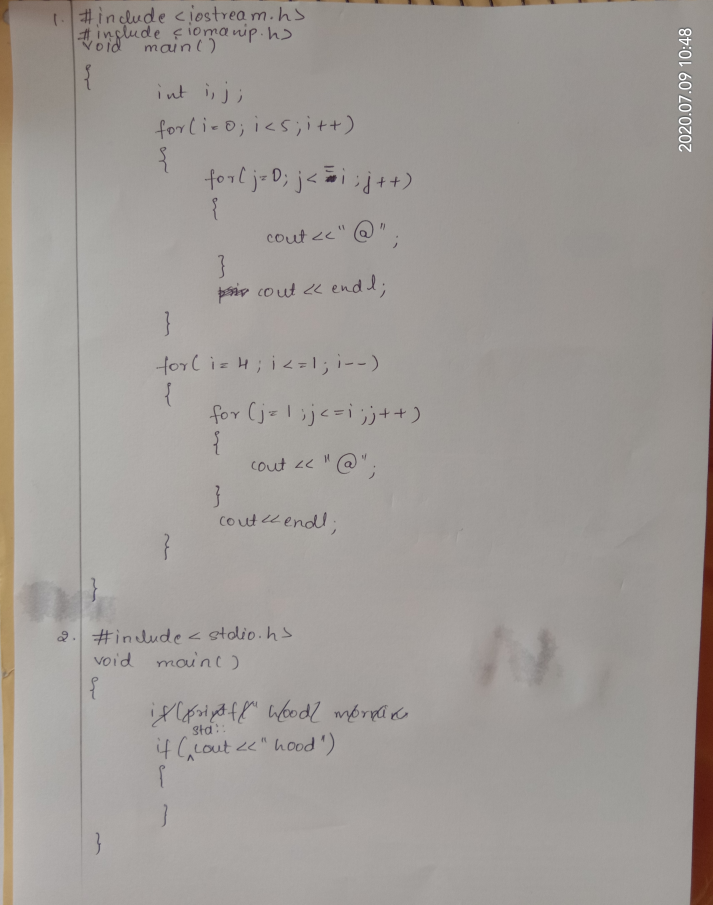 1. #include <iostream.h>
#include <iomanip.h>
void main()
{
int i, j;
for(i=0; i<5; i++)
{
for(j=0; j<=i; j++)
{
cout <<"@";
}
cout << endl;
}
for( i=4; i<=1; i--)
{
for (j=1; j<=i; j++)
{
cout << "@";
}
cout<<endl;
}
}
2. #include < stdio.h>
void main()
{
if (printf("
std::
if (cout <<"hood")
{
}
}
2020.07.09 10:48